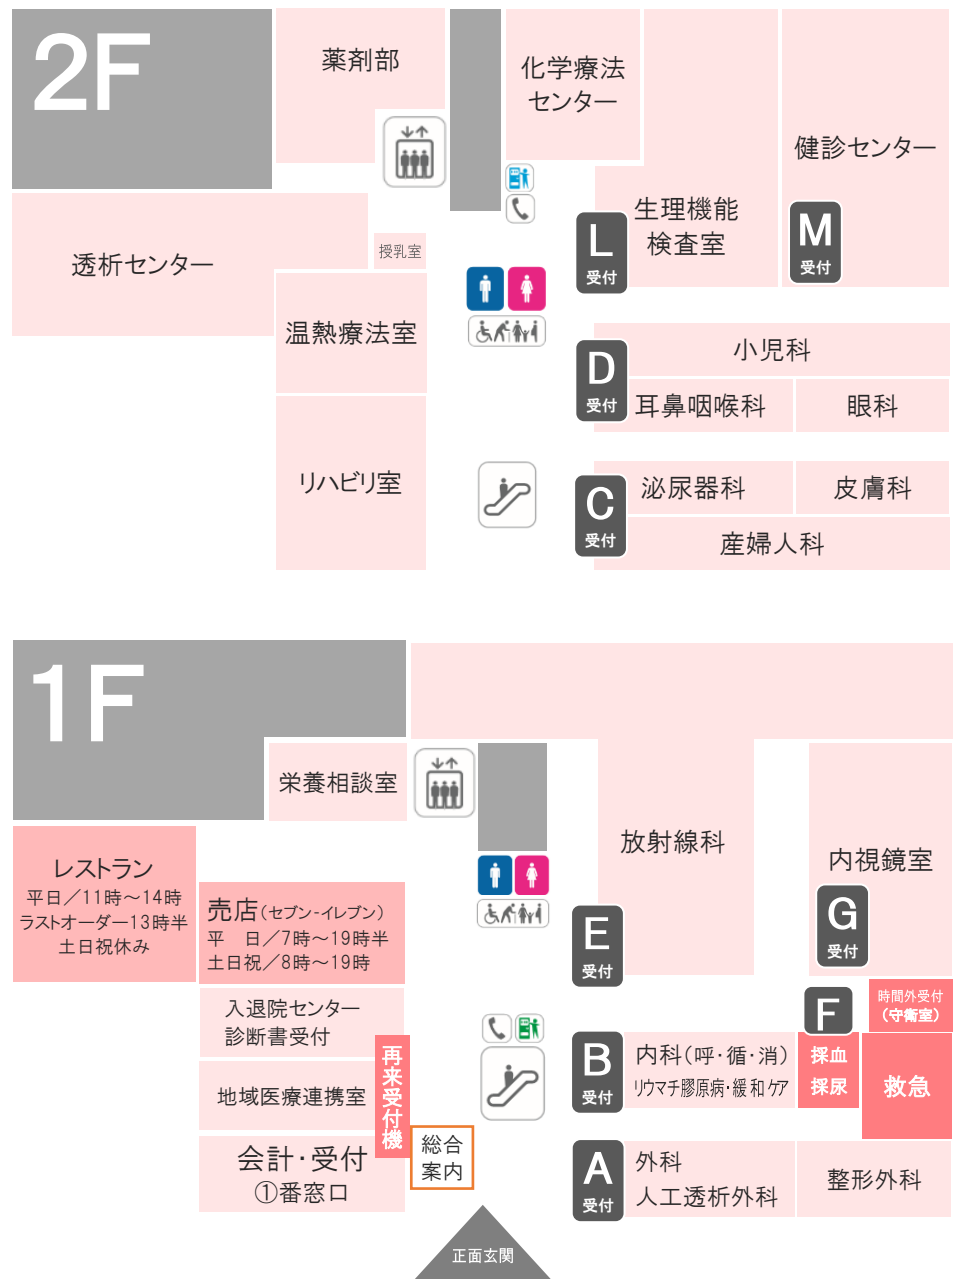 2F
薬剤部
化学療法
センター
健診センター
生理機能
検査室
L
受付
M
受付
透析センター
授乳室
温熱療法室
小児科
D
受付
耳鼻咽喉科
眼科
リハビリ室
泌尿器科
皮膚科
C
受付
産婦人科
1F
栄養相談室
放射線科
内視鏡室
レストラン
平日／11時～14時
ラストオーダー13時半
土日祝休み
売店(セブン-イレブン)
平　日／7時～19時半
土日祝／8時～19時
E
受付
G
受付
入退院センター
診断書受付
時間外受付
(守衛室)
F
採血
採尿
救急
再来受付機
B
受付
内科(呼・循・消)
リウマチ膠原病・緩和ケア
地域医療連携室
会計・受付
①番窓口
総合
案内
A
受付
外科
人工透析外科
整形外科
正面玄関